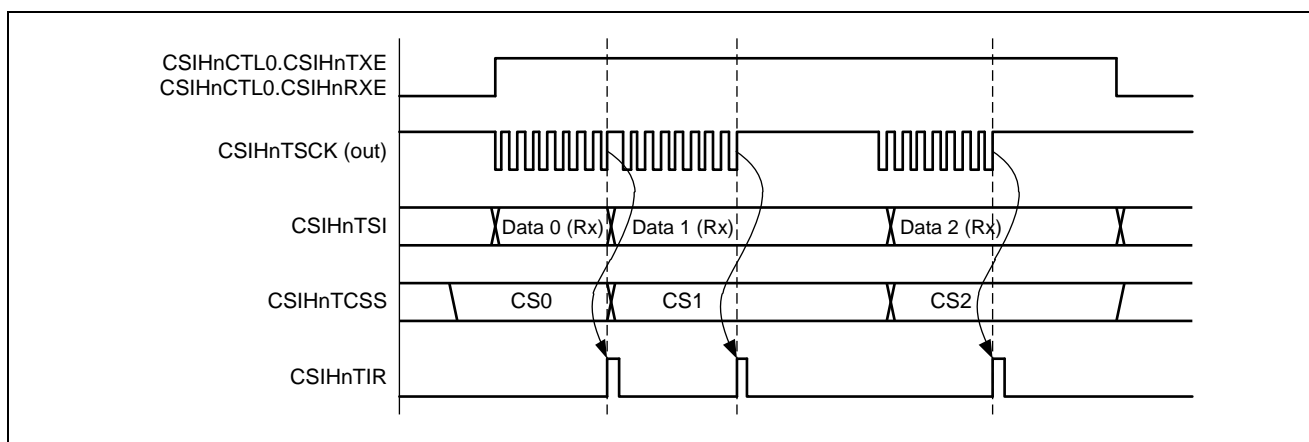 CSIHnCTL0.CSIHnTXE
CSIHnCTL0.CSIHnRXE
CSIHnTSCK (out)
CSIHnTSI
Data 0 (Rx)
Data 1 (Rx)
Data 2 (Rx)
CSIHnTCSS
CS0
CS1
CS2
CSIHnTIR